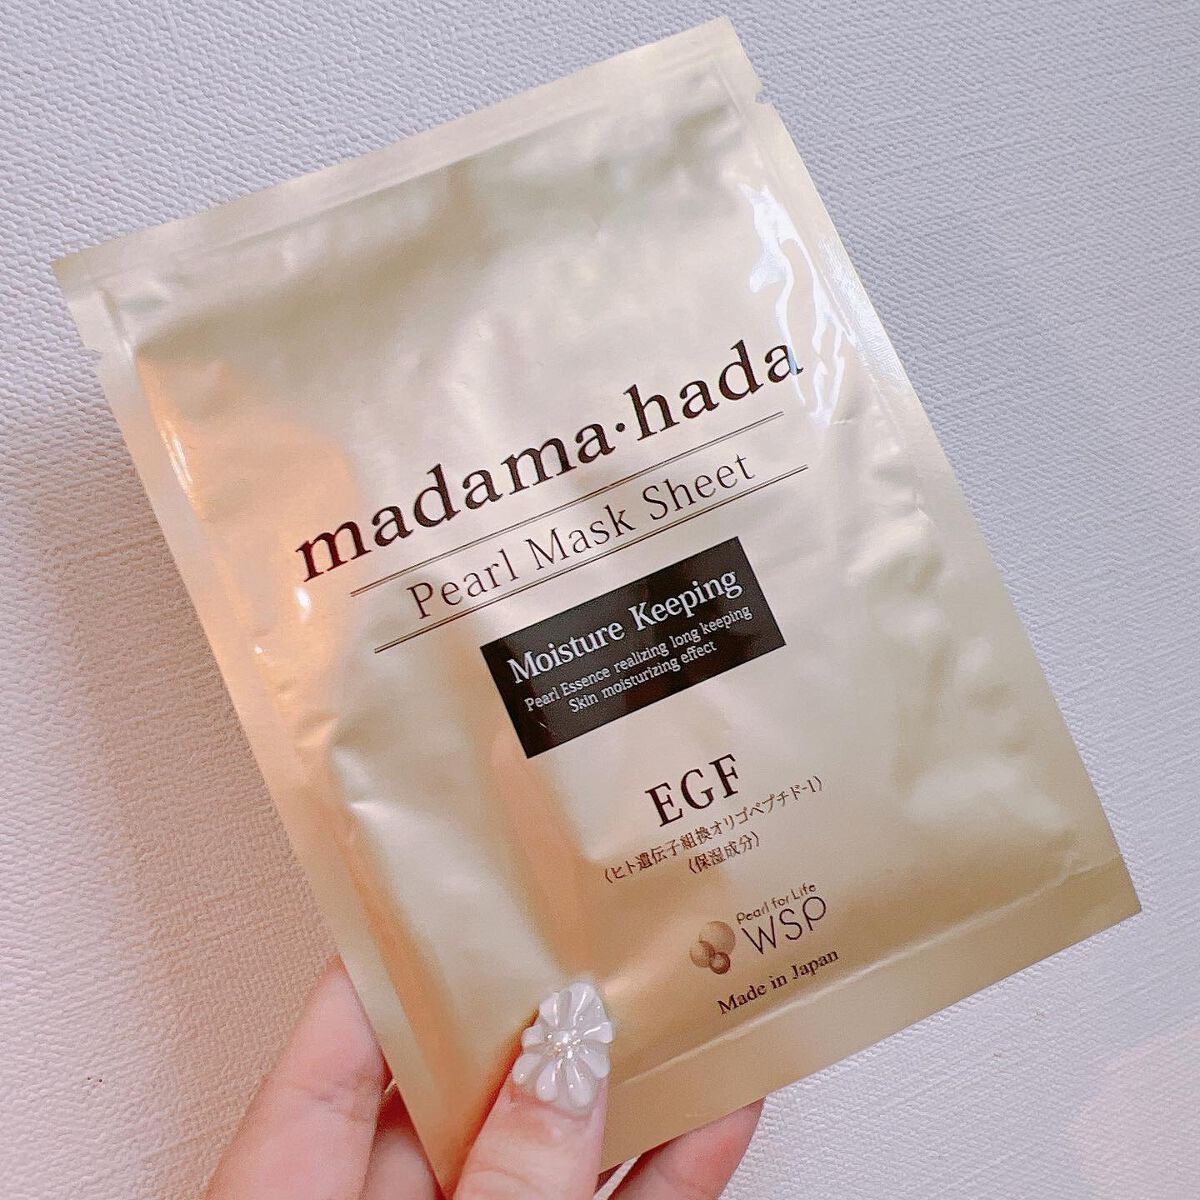 madama·hada
Pearl Mask Sheet
Moisture Keeping
Pearl Essence realizing long keeping
Skin moisturizing effect
EGF
(ヒト遺伝子組換オリゴペプチド-1)
(保湿成分)
Pearl for Life
WSP
Made in Japan